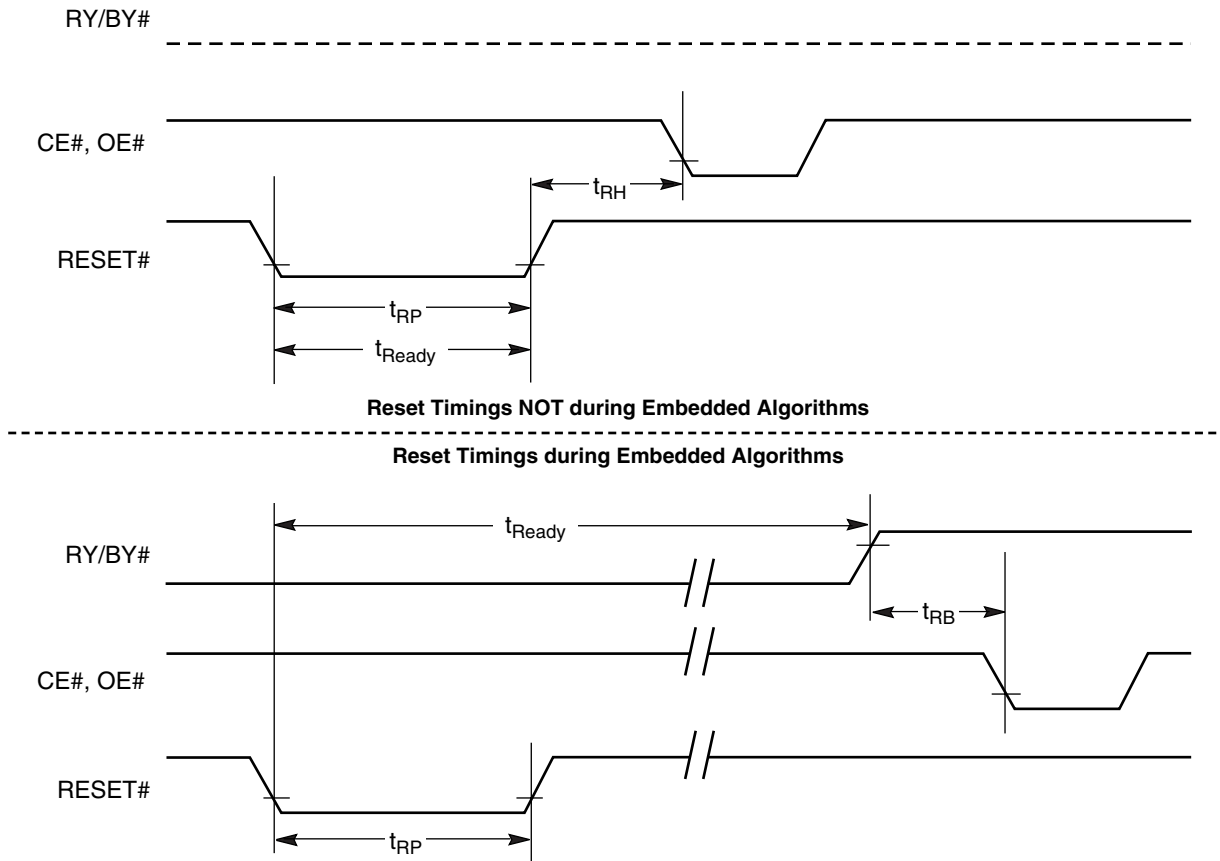 RY/BY#
CE#, OE#
tRH
RESET#
tRP
tReady
Reset Timings NOT during Embedded Algorithms
Reset Timings during Embedded Algorithms
tReady
RY/BY#
tRB
CE#, OE#
RESET#
tRP